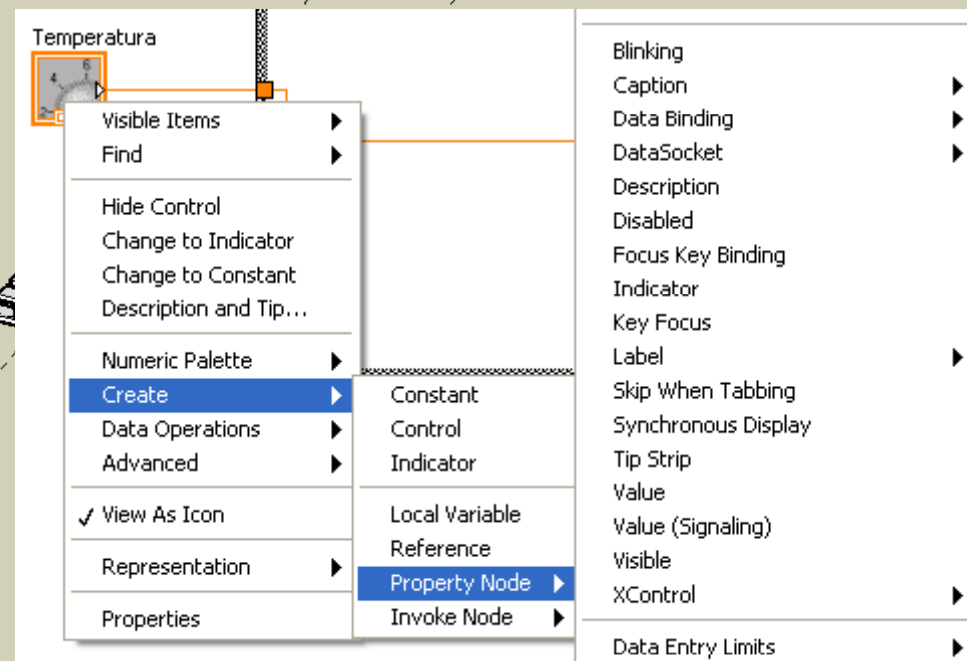 Temperatura
2
4
6
Visible Items
Find
Hide Control
Change to Indicator
Change to Constant
Description and Tip...
Numeric Palette
Create
Data Operations
Advanced
View As Icon
Representation
Properties
Constant
Control
Indicator
Local Variable
Reference
Property Node
Invoke Node
Blinking
Caption
Data Binding
DataSocket
Description
Disabled
Focus Key Binding
Indicator
Key Focus
Label
Skip When Tabbing
Synchronous Display
Tip Strip
Value
Value (Signaling)
Visible
XControl
Data Entry Limits